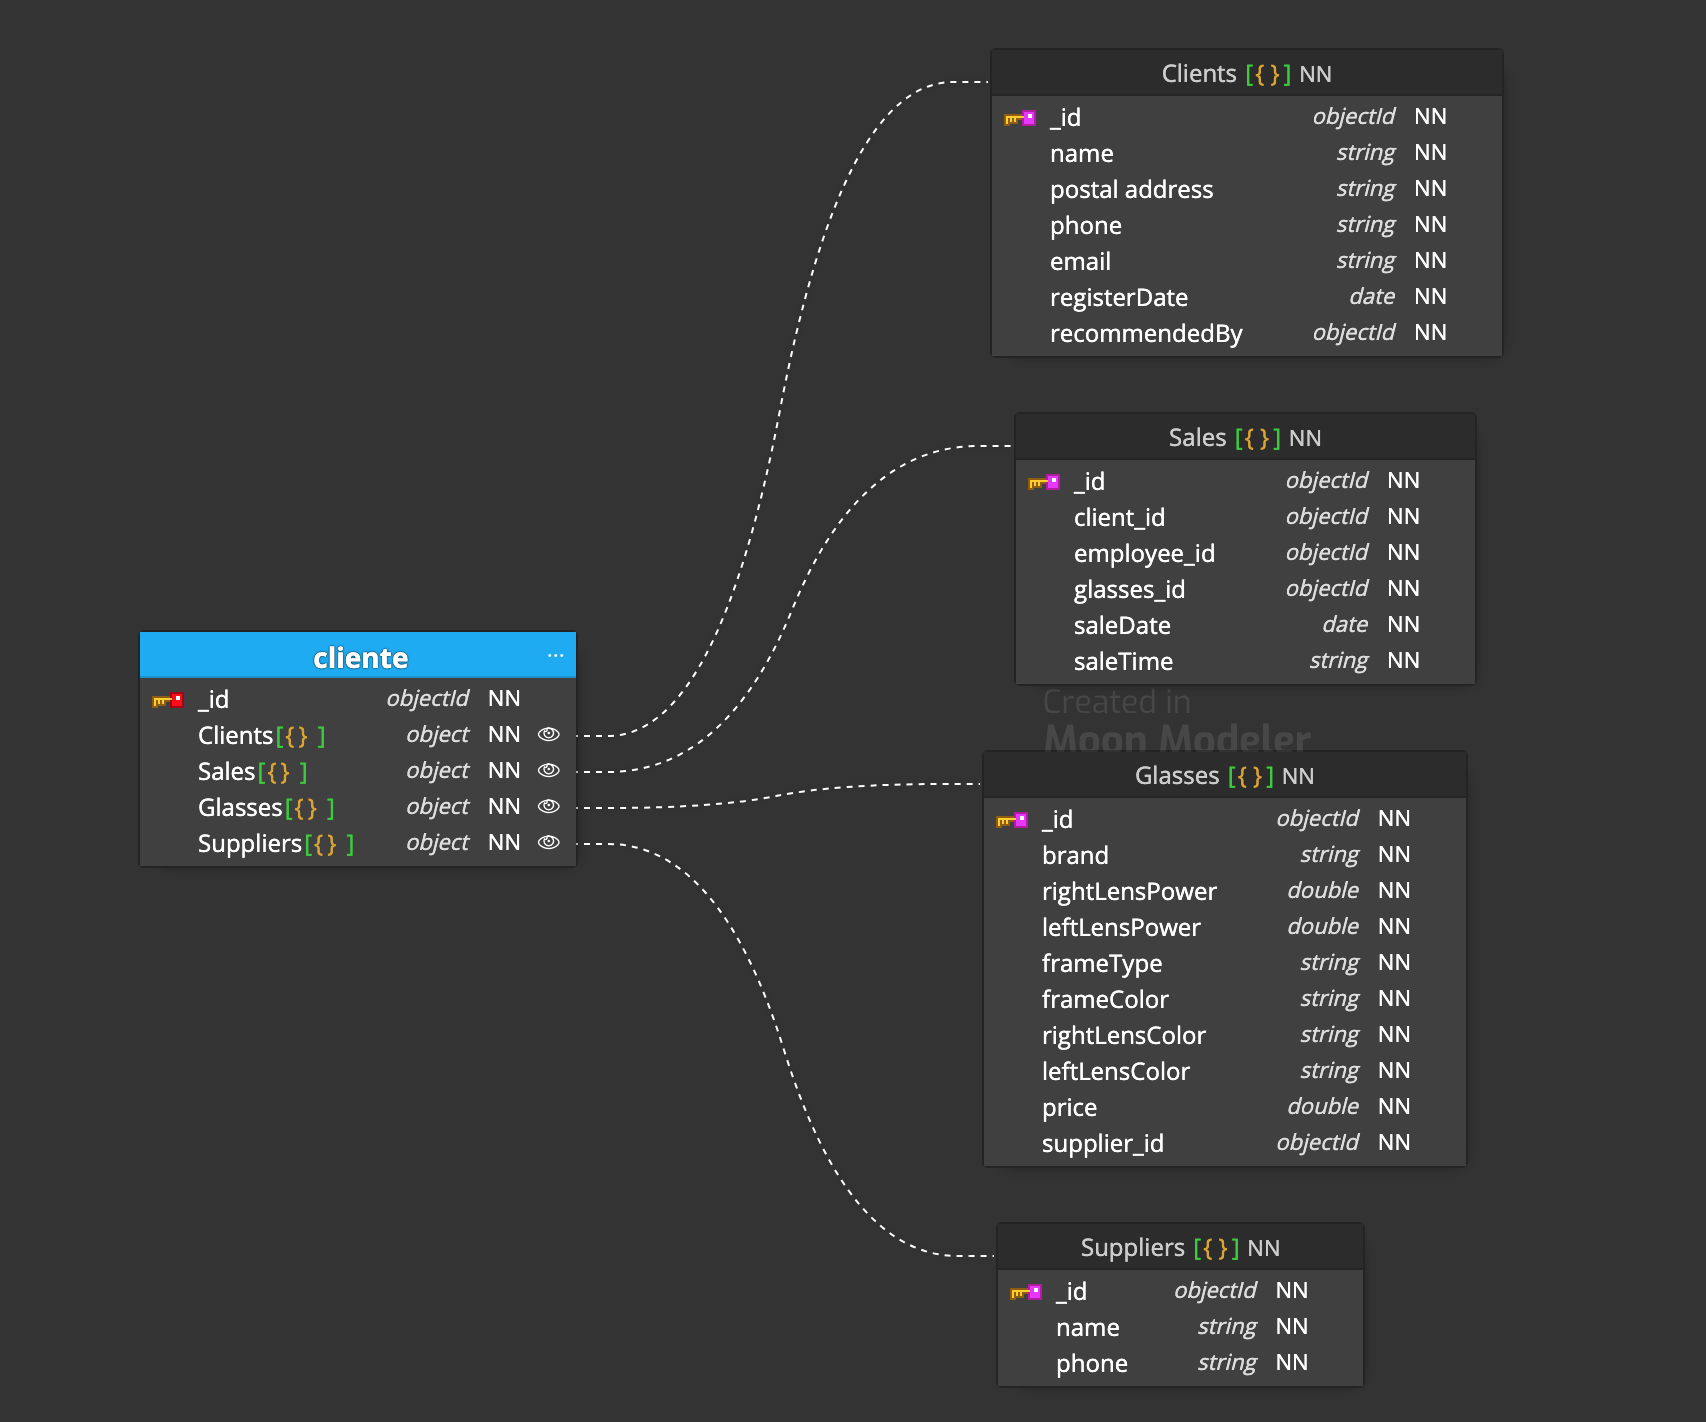 Clients [{}] NN
_id objectId NN
name string NN
postal address string NN
phone string NN
email string NN
registerDate date NN
recommendedBy objectId NN
Sales [{}] NN
_id objectId NN
client_id objectId NN
employee_id objectId NN
glasses_id objectId NN
saleDate date NN
saleTime string NN
cliente ...
_id objectId NN
Clients[{} ] object NN
Sales[{} ] object NN
Glasses[{} ] object NN
Suppliers[{} ] object NN
Created in
Moon Modeler
Glasses [{}] NN
_id objectId NN
brand string NN
rightLensPower double NN
leftLensPower double NN
frameType string NN
frameColor string NN
rightLensColor string NN
leftLensColor string NN
price double NN
supplier_id objectId NN
Suppliers [{}] NN
_id objectId NN
name string NN
phone string NN